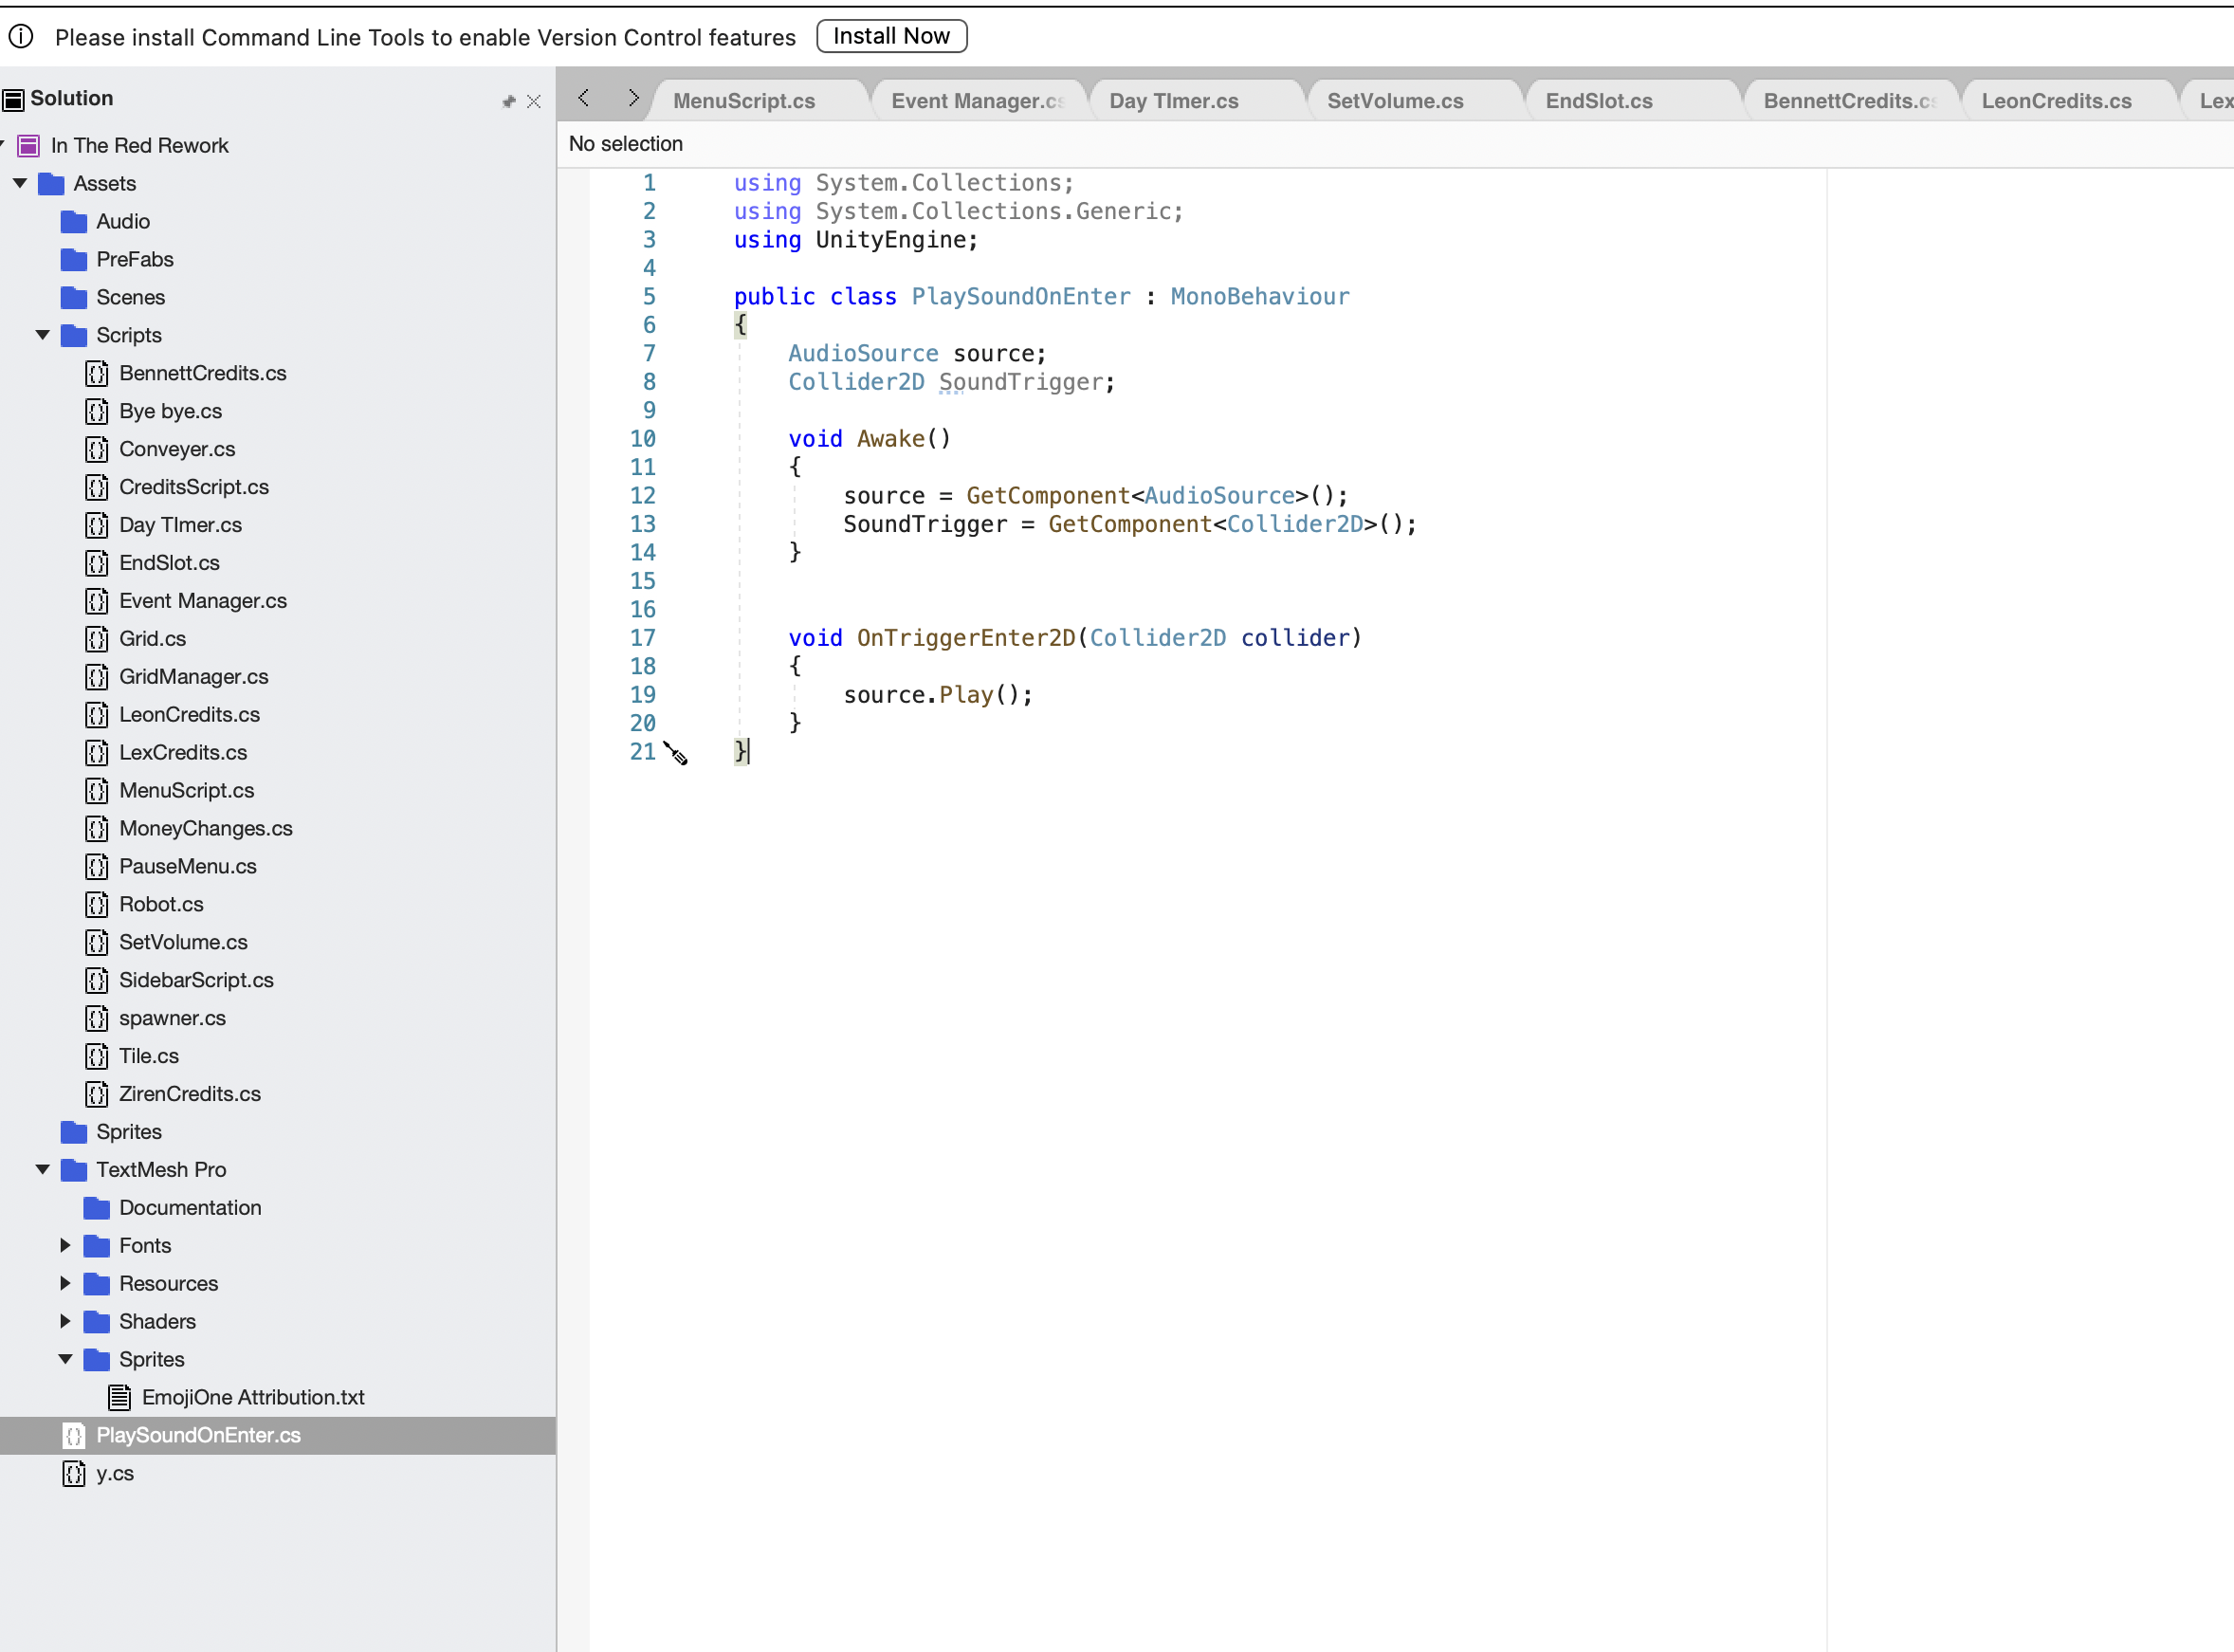 Please install Command Line Tools to enable Version Control features Install Now
Solution
In The Red Rework
Assets
Audio
PreFabs
Scenes
Scripts
BennettCredits.cs
Bye bye.cs
Conveyer.cs
CreditsScript.cs
Day TImer.cs
EndSlot.cs
Event Manager.cs
Grid.cs
GridManager.cs
LeonCredits.cs
LexCredits.cs
MenuScript.cs
MoneyChanges.cs
PauseMenu.cs
Robot.cs
SetVolume.cs
SidebarScript.cs
spawner.cs
Tile.cs
ZirenCredits.cs
Sprites
TextMesh Pro
Documentation
Fonts
Resources
Shaders
Sprites
EmojiOne Attribution.txt
PlaySoundOnEnter.cs
y.cs
MenuScript.cs Event Manager.cs Day TImer.cs SetVolume.cs EndSlot.cs BennettCredits.cs LeonCredits.cs Lex
No selection
1 using System.Collections;
2 using System.Collections.Generic;
3 using UnityEngine;
4
5 public class PlaySoundOnEnter : MonoBehaviour
6 {
7 AudioSource source;
8 Collider2D SoundTrigger;
9
10 void Awake()
11 {
12 source = GetComponent<AudioSource>();
13 SoundTrigger = GetComponent<Collider2D>();
14 }
15
16
17 void OnTriggerEnter2D(Collider2D collider)
18 {
19 source.Play();
20 }
21 }